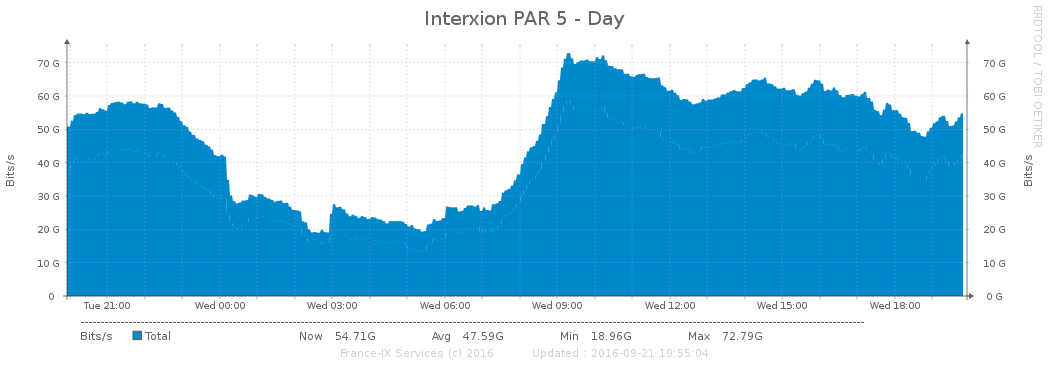 Interxion PAR 5 - Day
RRDTOOL / TOBI OETIKER
Bits/s
70 G
60 G
50 G
40 G
30 G
20 G
10 G
0
70 G
60 G
50 G
40 G
30 G
20 G
10 G
0 G
Bits/s
Tue 21:00 Wed 00:00 Wed 03:00 Wed 06:00 Wed 09:00 Wed 12:00 Wed 15:00 Wed 18:00
Bits/s Total Now 54.71G Avg 47.59G Min 18.96G Max 72.79G
France-IX Services (c) 2016 Updated : 2016-09-21 19:55:04